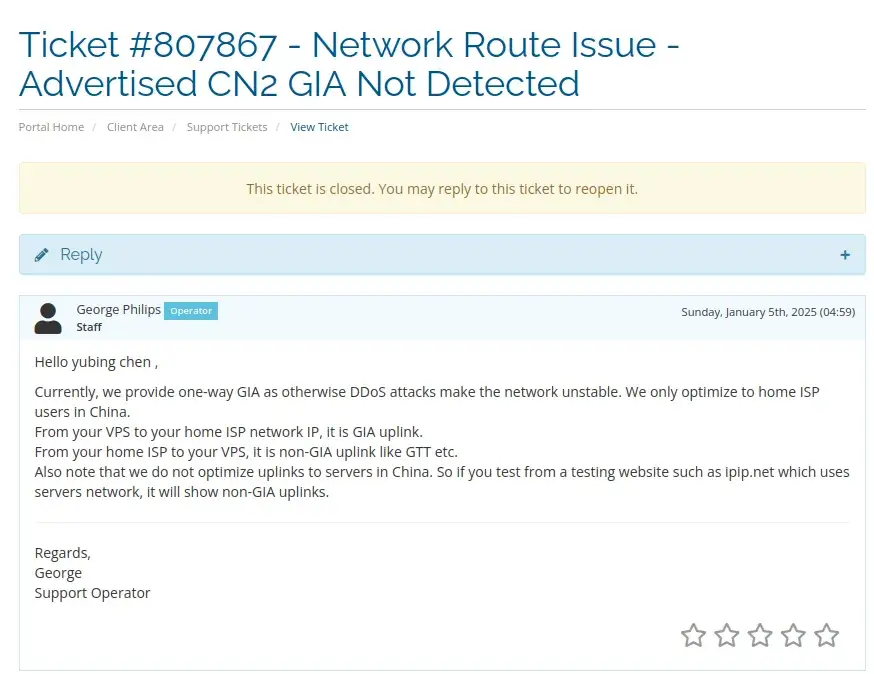 Ticket #807867 - Network Route Issue -
Advertised CN2 GIA Not Detected
Portal Home / Client Area / Support Tickets / View Ticket
This ticket is closed. You may reply to this ticket to reopen it.
Reply +
George Philips Operator
Staff
Sunday, January 5th, 2025 (04:59)
Hello yubing chen ,
Currently, we provide one-way GIA as otherwise DDoS attacks make the network unstable. We only optimize to home ISP
users in China.
From your VPS to your home ISP network IP, it is GIA uplink.
From your home ISP to your VPS, it is non-GIA uplink like GTT etc.
Also note that we do not optimize uplinks to servers in China. So if you test from a testing website such as ipip.net which uses
servers network, it will show non-GIA uplinks.
Regards,
George
Support Operator